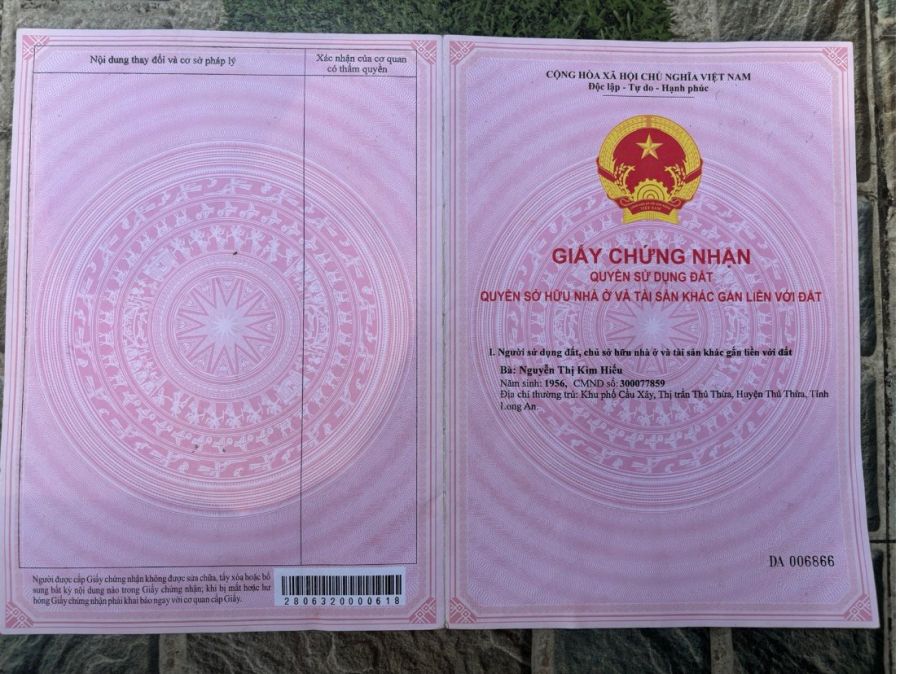 Nội dung thay đổi và cơ sở pháp lý
Xác nhận của cơ quan
có thẩm quyền
Người được cấp Giấy chứng nhận không được sửa chữa, tẩy xóa hoặc bổ
sung bất kỳ nội dung nào trong Giấy chứng nhận; khi bị mất hoặc hư
hỏng Giấy chứng nhận phải khai báo ngay với cơ quan cấp Giấy.
2806320000618
CỘNG HÒA XÃ HỘI CHỦ NGHĨA VIỆT NAM
Độc lập - Tự do - Hạnh phúc
GIẤY CHỨNG NHẬN
QUYỀN SỬ DỤNG ĐẤT
QUYỀN SỞ HỮU NHÀ Ở VÀ TÀI SẢN KHÁC GẮN LIỀN VỚI ĐẤT
I. Người sử dụng đất, chủ sở hữu nhà ở và tài sản khác gắn liền với đất
Bà: Nguyễn Thị Kim Hiếu
Năm sinh: 1956, CMND số: 300077859
Địa chỉ thường trú: Khu phố Cầu Xây, Thị trấn Thủ Thừa, Huyện Thủ Thừa, Tỉnh
Long An.
DA 006866